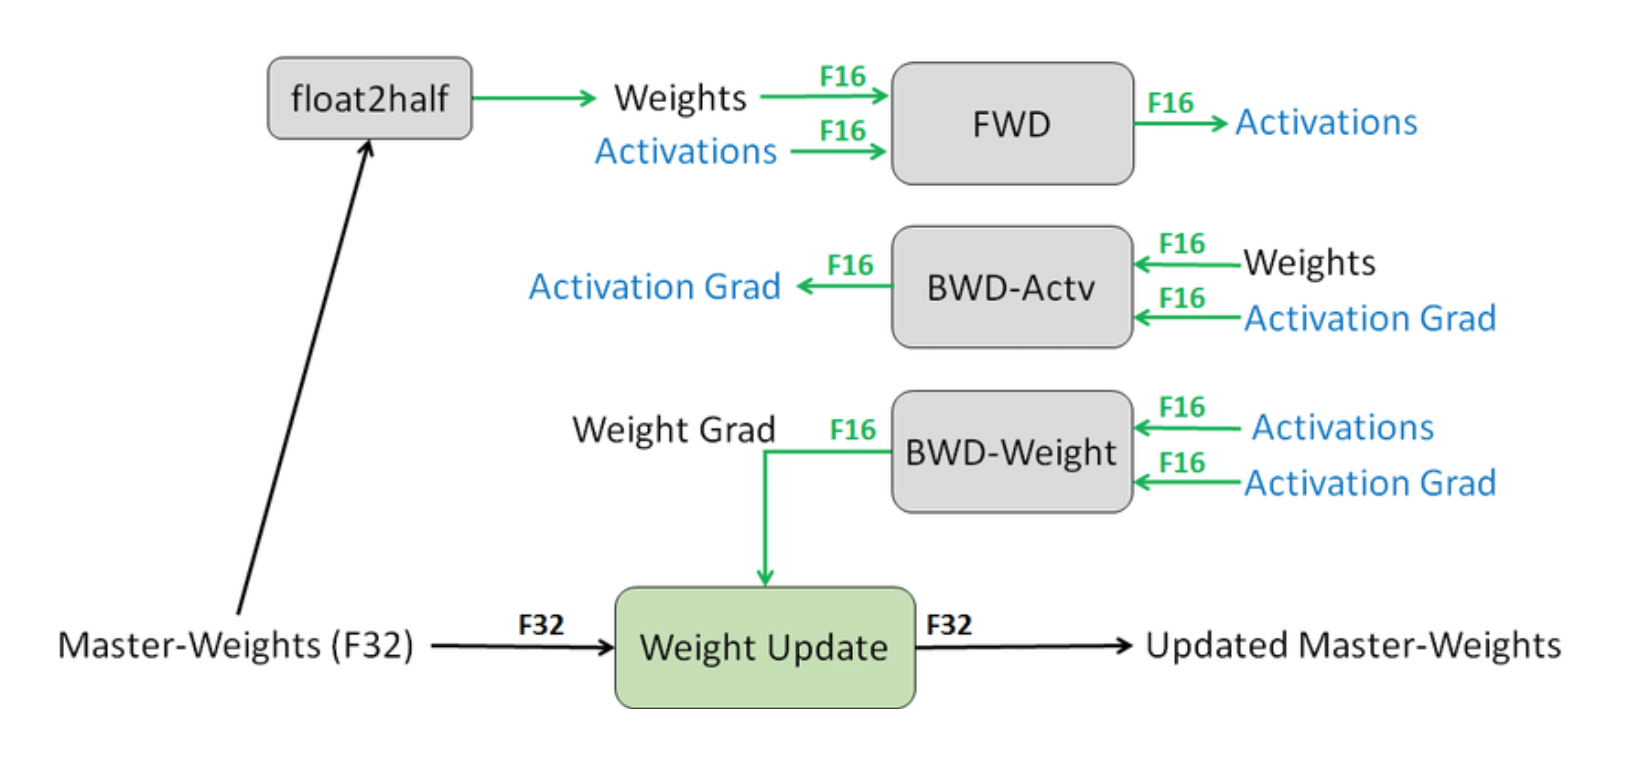 float2half
Weights
F16
Activations
F16
FWD
F16
Activations
Activation Grad
F16
BWD-Actv
F16
Weights
F16
Activation Grad
Weight Grad
F16
BWD-Weight
F16
Activations
F16
Activation Grad
Master-Weights (F32)
F32
Weight Update
F32
Updated Master-Weights